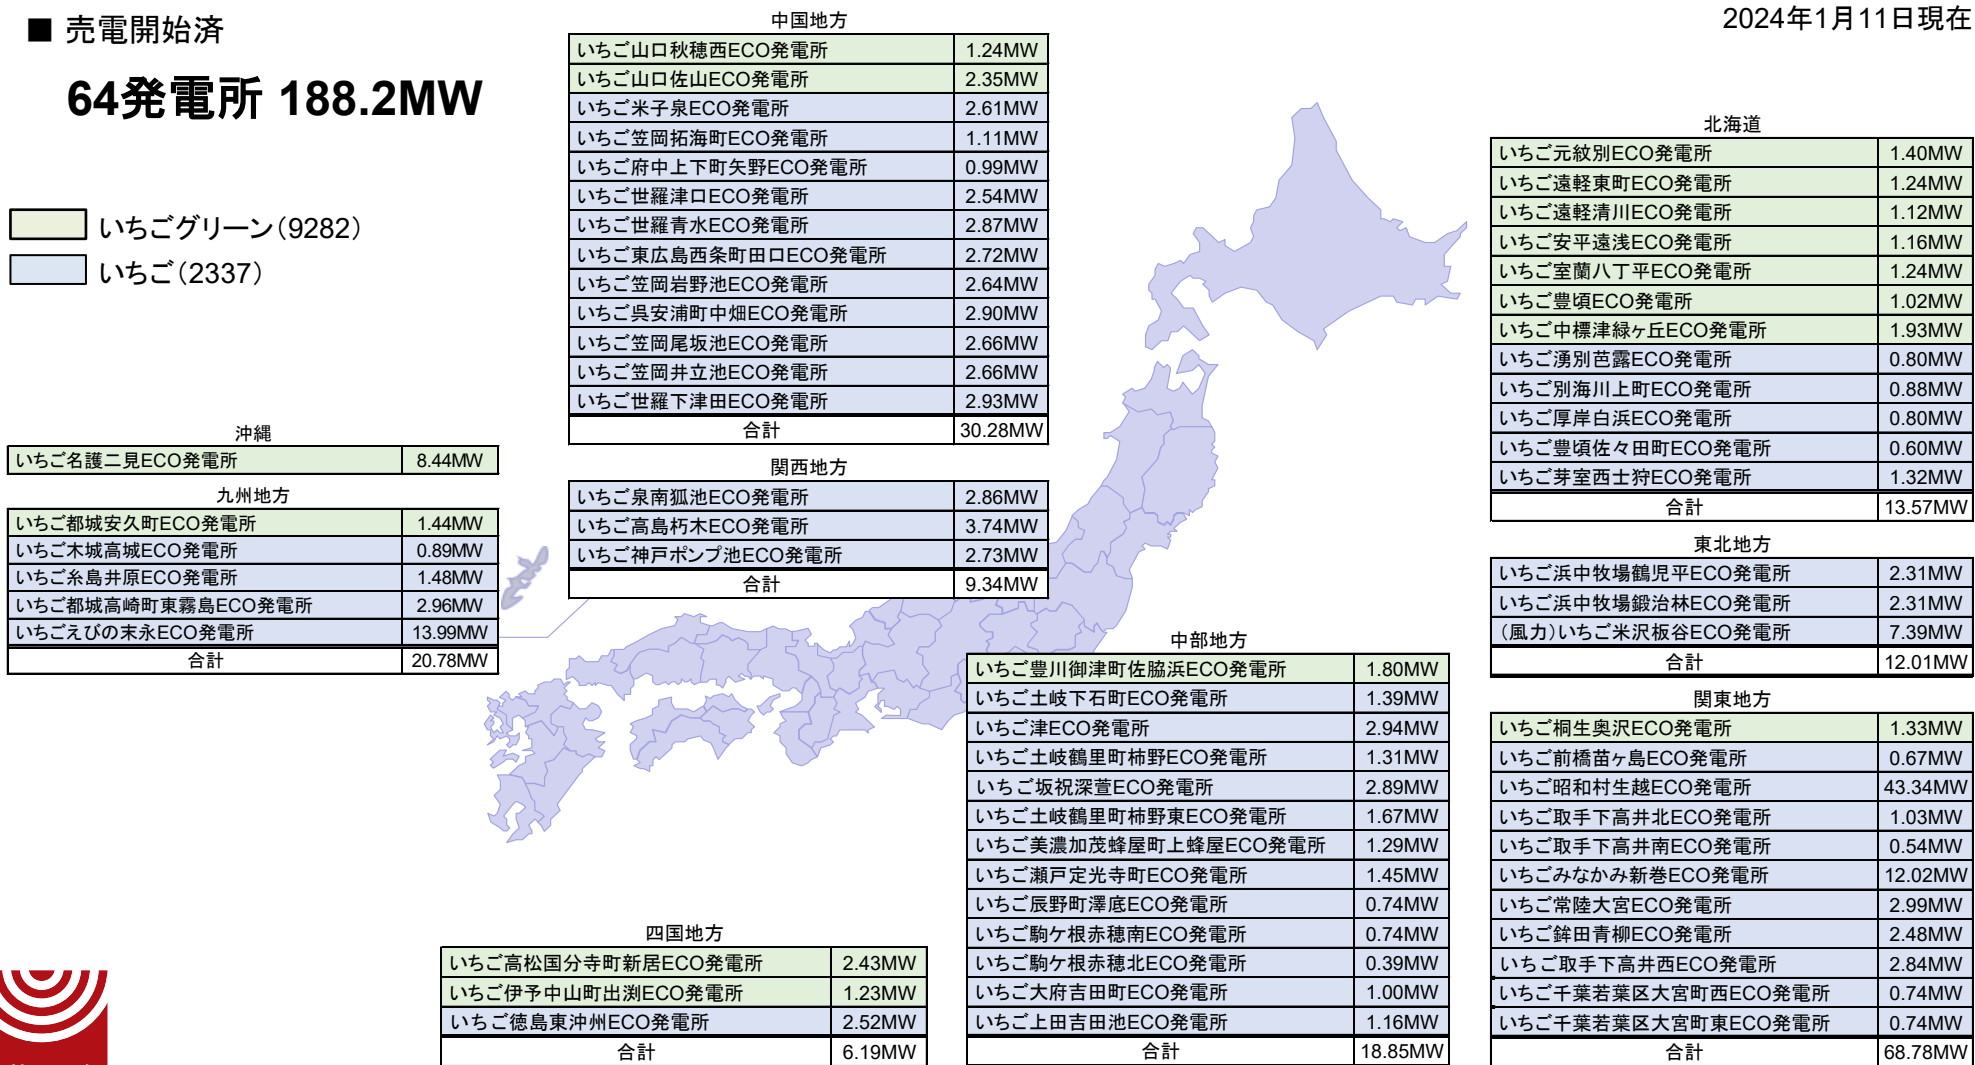 ■ 売電開始済
64発電所 188.2MW
2024年1月11日現在
いちごグリーン（9282）
いちご（2337）
中国地方
いちご山口秋穂西ECO発電所 1.24MW
いちご山口佐山ECO発電所 2.35MW
いちご米子泉ECO発電所 2.61MW
いちご笠岡拓海町ECO発電所 1.11MW
いちご府中上下町矢野ECO発電所 0.99MW
いちご世羅津口ECO発電所 2.54MW
いちご世羅青水ECO発電所 2.87MW
いちご東広島西条町田口ECO発電所 2.72MW
いちご笠岡岩野池ECO発電所 2.64MW
いちご呉安浦町中畑ECO発電所 2.90MW
いちご笠岡尾坂池ECO発電所 2.66MW
いちご笠岡井立池ECO発電所 2.66MW
いちご世羅下津田ECO発電所 2.93MW
合計 30.28MW
北海道
いちご元紋別ECO発電所 1.40MW
いちご遠軽東町ECO発電所 1.24MW
いちご遠軽清川ECO発電所 1.12MW
いちご安平遠浅ECO発電所 1.16MW
いちご室蘭八丁平ECO発電所 1.24MW
いちご豊頃ECO発電所 1.02MW
いちご中標津緑ヶ丘ECO発電所 1.93MW
いちご湧別芭露ECO発電所 0.80MW
いちご別海川上町ECO発電所 0.88MW
いちご厚岸白浜ECO発電所 0.80MW
いちご豊頃佐々田町ECO発電所 0.60MW
いちご芽室西士狩ECO発電所 1.32MW
合計 13.57MW
沖縄
いちご名護二見ECO発電所 8.44MW
九州地方
いちご都城安久町ECO発電所 1.44MW
いちご木城高城ECO発電所 0.89MW
いちご糸島井原ECO発電所 1.48MW
いちご都城高崎町東霧島ECO発電所 2.96MW
いちごえびの末永ECO発電所 13.99MW
合計 20.78MW
関西地方
いちご泉南狐池ECO発電所 2.86MW
いちご高島朽木ECO発電所 3.74MW
いちご神戸ポンプ池ECO発電所 2.73MW
合計 9.34MW
東北地方
いちご浜中牧場鶴児平ECO発電所 2.31MW
いちご浜中牧場鍛治林ECO発電所 2.31MW
（風力）いちご米沢板谷ECO発電所 7.39MW
合計 12.01MW
中部地方
いちご豊川御津町佐脇浜ECO発電所 1.80MW
いちご土岐下石町ECO発電所 1.39MW
いちご津ECO発電所 2.94MW
いちご土岐鶴里町柿野ECO発電所 1.31MW
いちご坂祝深萱ECO発電所 2.89MW
いちご土岐鶴里町柿野東ECO発電所 1.67MW
いちご美濃加茂蜂屋町上蜂屋ECO発電所 1.29MW
いちご瀬戸定光寺町ECO発電所 1.45MW
いちご辰野町澤底ECO発電所 0.74MW
いちご駒ケ根赤穂南ECO発電所 0.74MW
いちご駒ケ根赤穂北ECO発電所 0.39MW
いちご大府吉田町ECO発電所 1.00MW
いちご上田吉田池ECO発電所 1.16MW
合計 18.85MW
関東地方
いちご桐生奥沢ECO発電所 1.33MW
いちご前橋苗ヶ島ECO発電所 0.67MW
いちご昭和村生越ECO発電所 43.34MW
いちご取手下高井北ECO発電所 1.03MW
いちご取手下高井南ECO発電所 0.54MW
いちごみなかみ新巻ECO発電所 12.02MW
いちご常陸大宮ECO発電所 2.99MW
いちご鉾田青柳ECO発電所 2.48MW
いちご取手下高井西ECO発電所 2.84MW
いちご千葉若葉区大宮町西ECO発電所 0.74MW
いちご千葉若葉区大宮町東ECO発電所 0.74MW
合計 68.78MW
四国地方
いちご高松国分寺町新居ECO発電所 2.43MW
いちご伊予中山町出渕ECO発電所 1.23MW
いちご徳島東沖州ECO発電所 2.52MW
合計 6.19MW